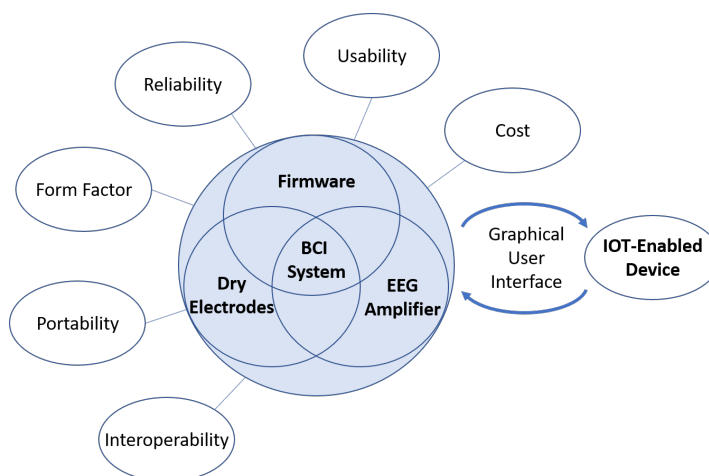 Usability
Reliability
Cost
Form Factor
Firmware
BCI
System
Graphical
User
Interface
IOT-Enabled
Device
Dry
Electrodes
EEG
Amplifier
Portability
Interoperability